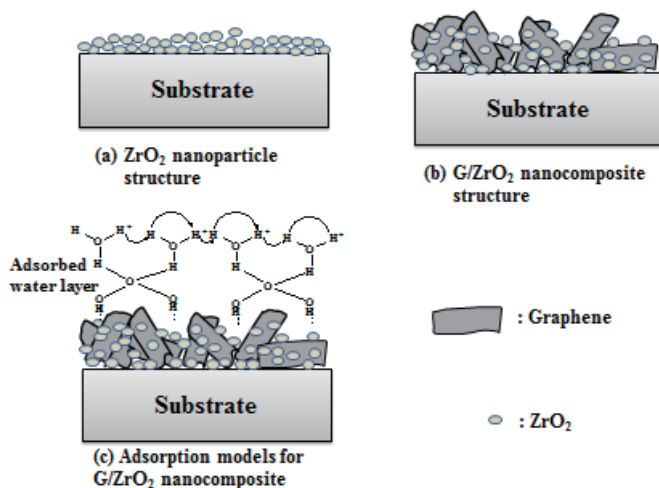 Substrate
(a) ZrO₂ nanoparticle
structure
Substrate
(b) G/ZrO₂ nanocomposite
structure
H H⁺ H H⁺ H H⁺ H H⁺
O O O O
H H H H
Adsorbed
water layer
O O
O O O O
H H H H
Substrate
(c) Adsorption models for
G/ZrO₂ nanocomposite
: Graphene
: ZrO₂